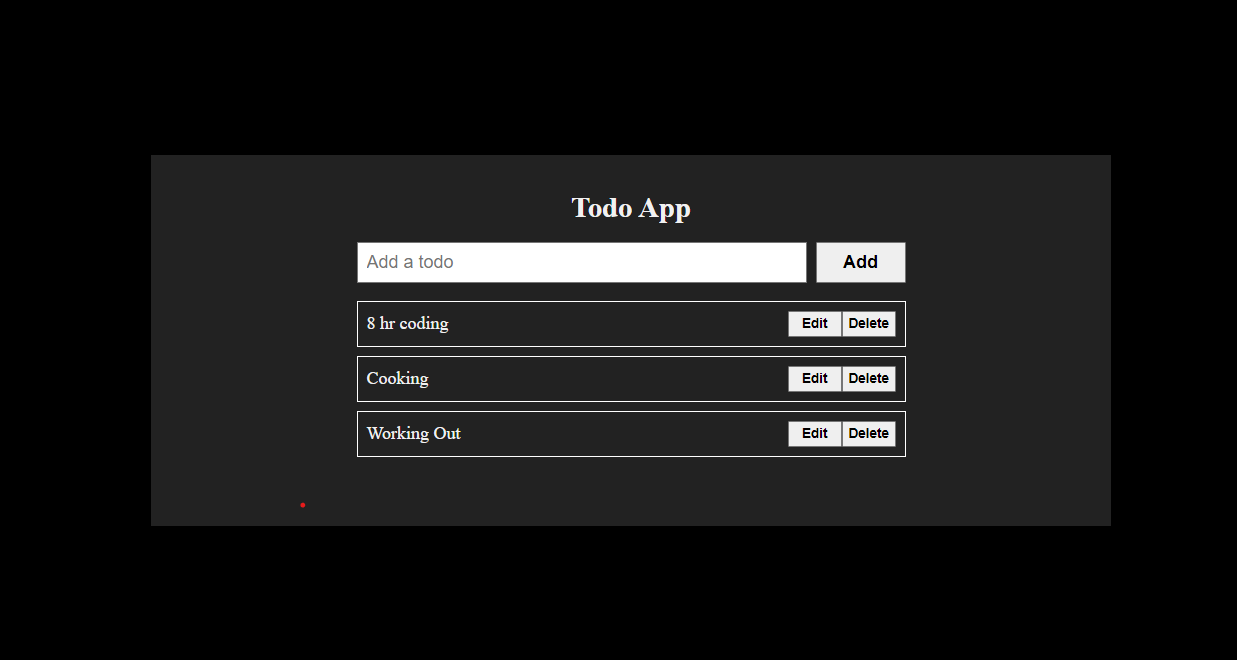 Todo App
Add a todo Add
8 hr coding Edit Delete
Cooking Edit Delete
Working Out Edit Delete